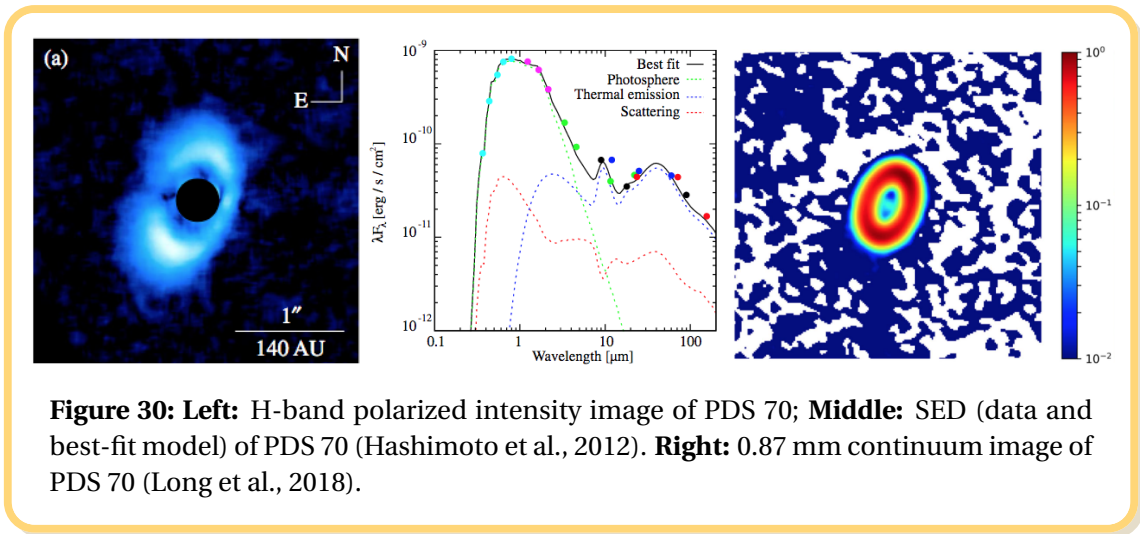 (a)
N
E
1″
140 AU
10⁻⁹
10⁻¹⁰
10⁻¹¹
10⁻¹²
λFλ [erg / s / cm²]
Best fit
Photosphere
Thermal emission
Scattering
0.1 1 10 100
Wavelength [μm]
10⁰
10⁻¹
10⁻²
Figure 30: Left: H-band polarized intensity image of PDS 70; Middle: SED (data and
best-fit model) of PDS 70 (Hashimoto et al., 2012). Right: 0.87 mm continuum image of
PDS 70 (Long et al., 2018).